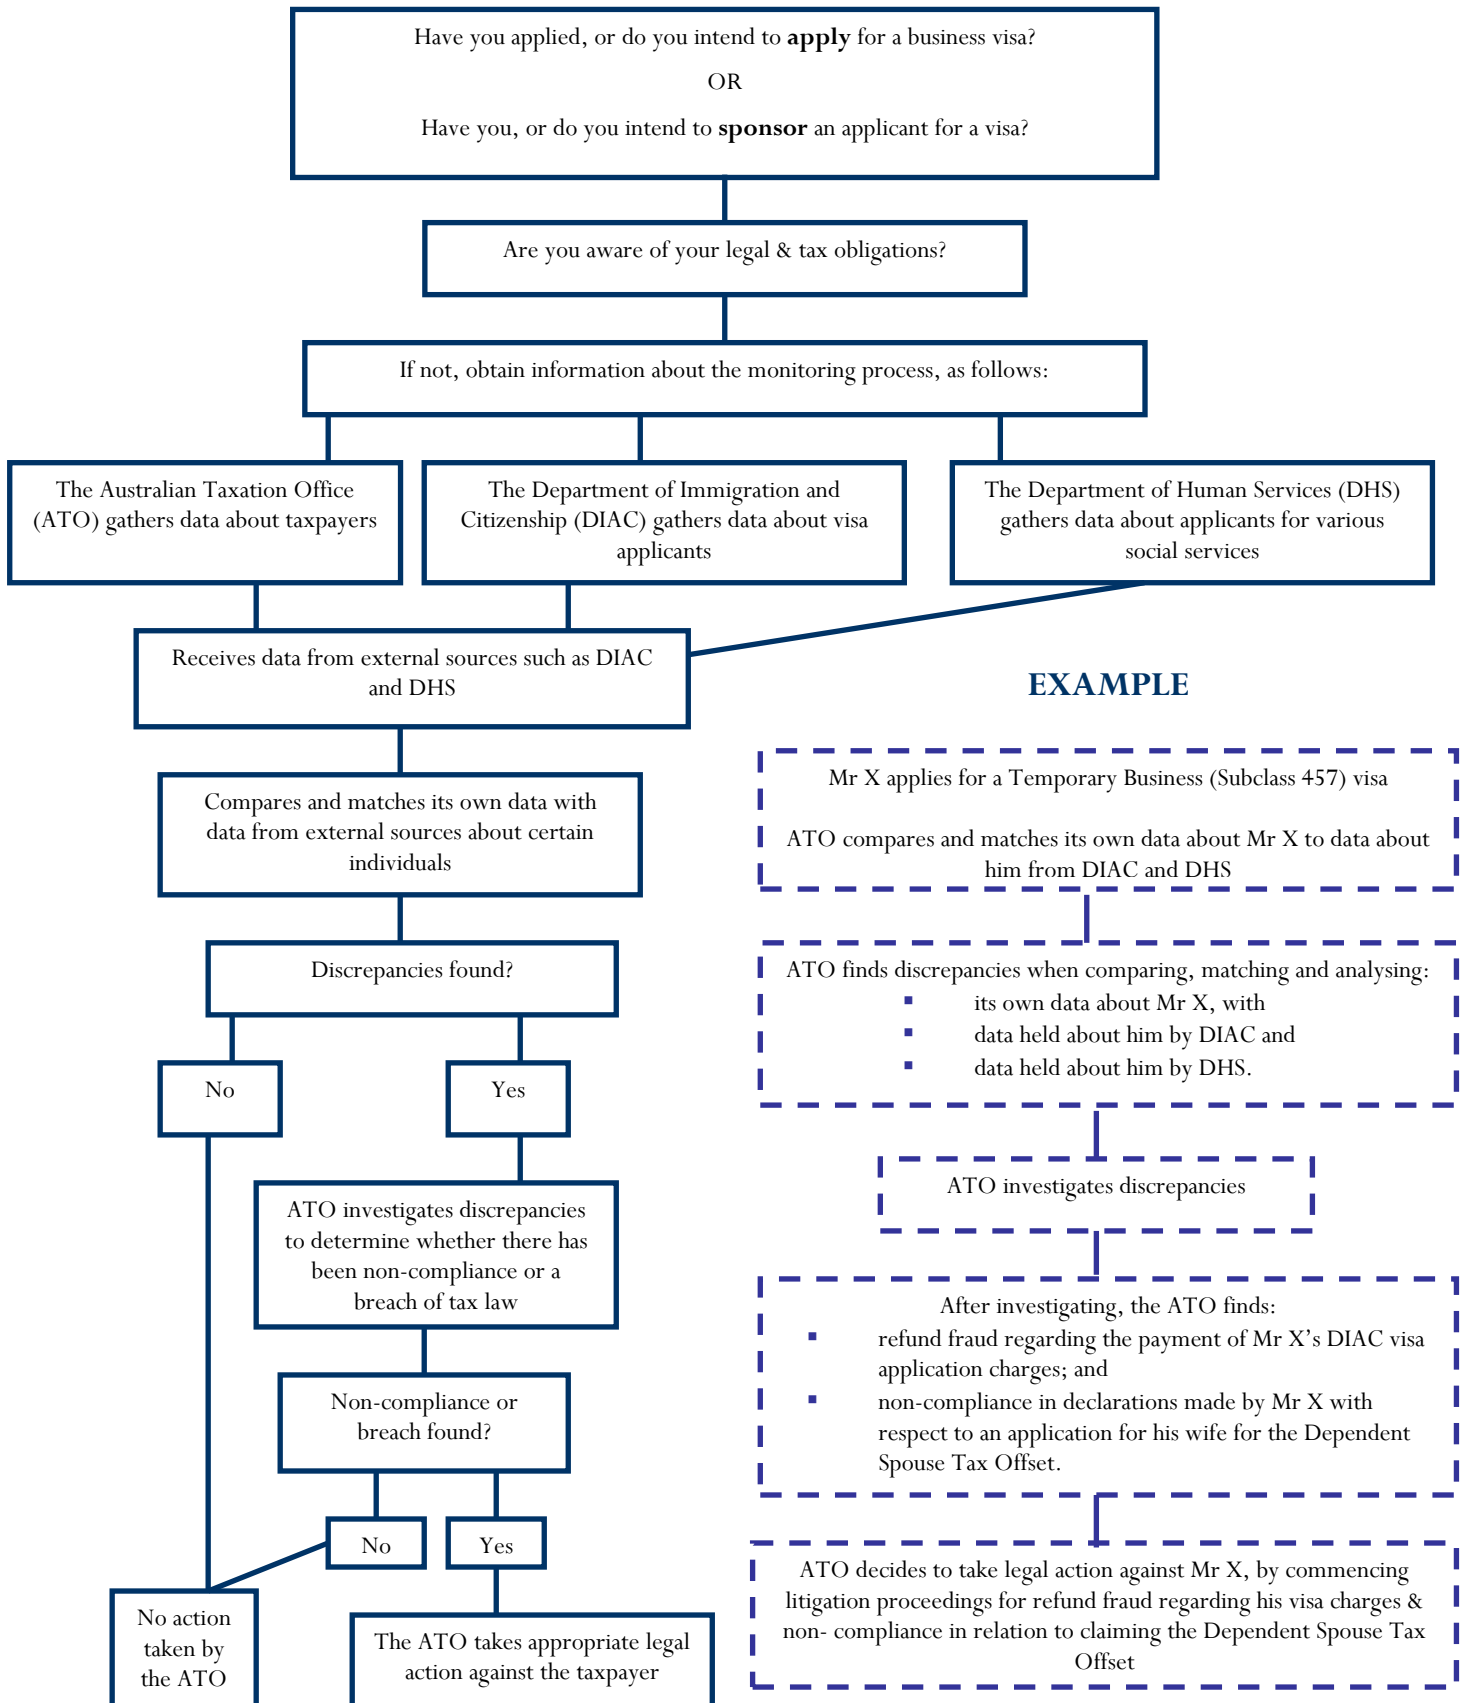 Have you applied, or do you intend to apply for a business visa?
OR
Have you, or do you intend to sponsor an applicant for a visa?
Are you aware of your legal & tax obligations?
If not, obtain information about the monitoring process, as follows:
The Australian Taxation Office
(ATO) gathers data about taxpayers
The Department of Immigration and
Citizenship (DIAC) gathers data about visa
applicants
The Department of Human Services (DHS)
gathers data about applicants for various
social services
Receives data from external sources such as DIAC
and DHS
Compares and matches its own data with
data from external sources about certain
individuals
Discrepancies found?
No
Yes
ATO investigates discrepancies
to determine whether there has
been non-compliance or a
breach of tax law
Non-compliance or
breach found?
No
Yes
No action
taken by
the ATO
The ATO takes appropriate legal
action against the taxpayer
EXAMPLE
Mr X applies for a Temporary Business (Subclass 457) visa
ATO compares and matches its own data about Mr X to data about
him from DIAC and DHS
ATO finds discrepancies when comparing, matching and analysing:
▪ its own data about Mr X, with
▪ data held about him by DIAC and
▪ data held about him by DHS.
ATO investigates discrepancies
After investigating, the ATO finds:
▪ refund fraud regarding the payment of Mr X’s DIAC visa
application charges; and
▪ non-compliance in declarations made by Mr X with
respect to an application for his wife for the Dependent
Spouse Tax Offset.
ATO decides to take legal action against Mr X, by commencing
litigation proceedings for refund fraud regarding his visa charges &
non- compliance in relation to claiming the Dependent Spouse Tax
Offset